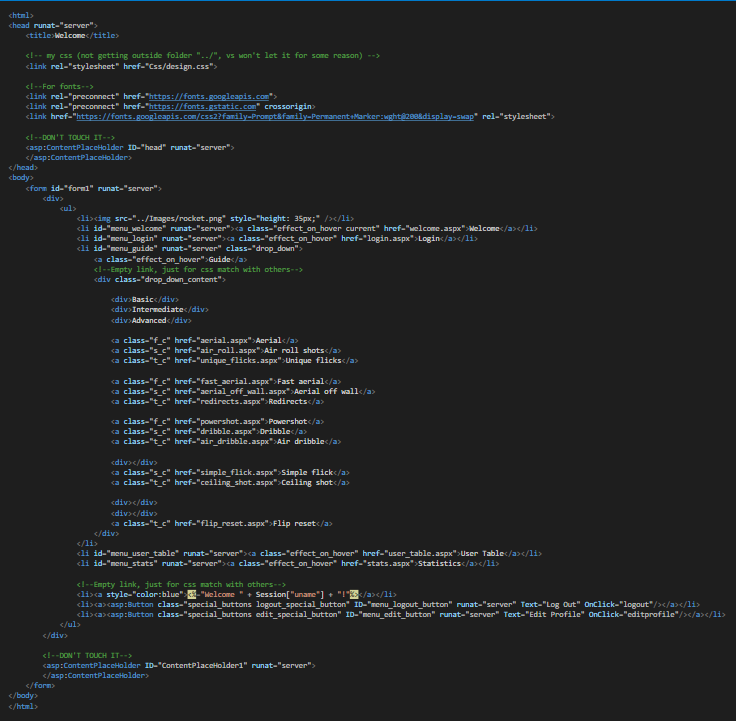 <html>
<head runat="server">
<title>Welcome</title>
<!-- my css (not getting outside folder "../", vs won't let it for some reason) -->
<link rel="stylesheet" href="Css/design.css">
<!--For fonts-->
<link rel="preconnect" href="https://fonts.googleapis.com">
<link rel="preconnect" href="https://fonts.gstatic.com" crossorigin>
<link href="https://fonts.googleapis.com/css2?family=Prompt&family=Permanent+Marker:wght@200&display=swap" rel="stylesheet">
<!--DON'T TOUCH IT-->
<asp:ContentPlaceHolder ID="head" runat="server">
</asp:ContentPlaceHolder>
</head>
<body>
<form id="form1" runat="server">
<div>
<ul>
<li><img src="../Images/rocket.png" style="height: 35px;" /></li>
<li id="menu_welcome" runat="server"><a class="effect_on_hover current" href="welcome.aspx">Welcome</a></li>
<li id="menu_login" runat="server"><a class="effect_on_hover" href="login.aspx">Login</a></li>
<li id="menu_guide" runat="server" class="drop_down">
<a class="effect_on_hover">Guide</a>
<!--Empty link, just for css match with others-->
<div class="drop_down_content">
<div>Basic</div>
<div>Intermediate</div>
<div>Advanced</div>
<a class="f_c" href="aerial.aspx">Aerial</a>
<a class="s_c" href="air_roll.aspx">Air roll shots</a>
<a class="t_c" href="unique_flicks.aspx">Unique flicks</a>
<a class="f_c" href="fast_aerial.aspx">Fast aerial</a>
<a class="s_c" href="aerial_off_wall.aspx">Aerial off wall</a>
<a class="t_c" href="redirects.aspx">Redirects</a>
<a class="f_c" href="powershot.aspx">Powershot</a>
<a class="s_c" href="dribble.aspx">Dribble</a>
<a class="t_c" href="air_dribble.aspx">Air dribble</a>
<div></div>
<a class="s_c" href="simple_flick.aspx">Simple flick</a>
<a class="t_c" href="ceiling_shot.aspx">Ceiling shot</a>
<div></div>
<div></div>
<a class="t_c" href="flip_reset.aspx">Flip reset</a>
</div>
</li>
<li id="menu_user_table" runat="server"><a class="effect_on_hover" href="user_table.aspx">User Table</a></li>
<li id="menu_stats" runat="server"><a class="effect_on_hover" href="stats.aspx">Statistics</a></li>
<!--Empty link, just for css match with others-->
<li><a style="color:blue"><%="Welcome " + Session["uname"] + "!"%></a></li>
<li><a><asp:Button class="special_buttons logout_special_button" ID="menu_logout_button" runat="server" Text="Log Out" OnClick="logout"/></a></li>
<li><a><asp:Button class="special_buttons edit_special_button" ID="menu_edit_button" runat="server" Text="Edit Profile" OnClick="editprofile"/></a></li>
</ul>
</div>
<!--DON'T TOUCH IT-->
<asp:ContentPlaceHolder ID="ContentPlaceHolder1" runat="server">
</asp:ContentPlaceHolder>
</form>
</body>
</html>